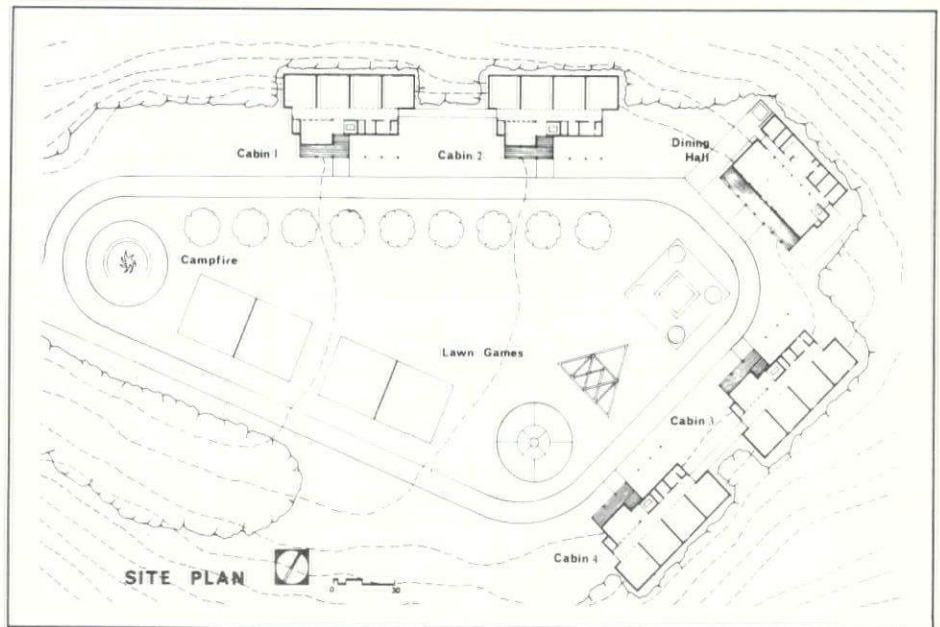 Cabin 1
Cabin 2
Dining
Hall
Campfire
Lawn Games
Cabin 3
Cabin 4
SITE PLAN
0 30